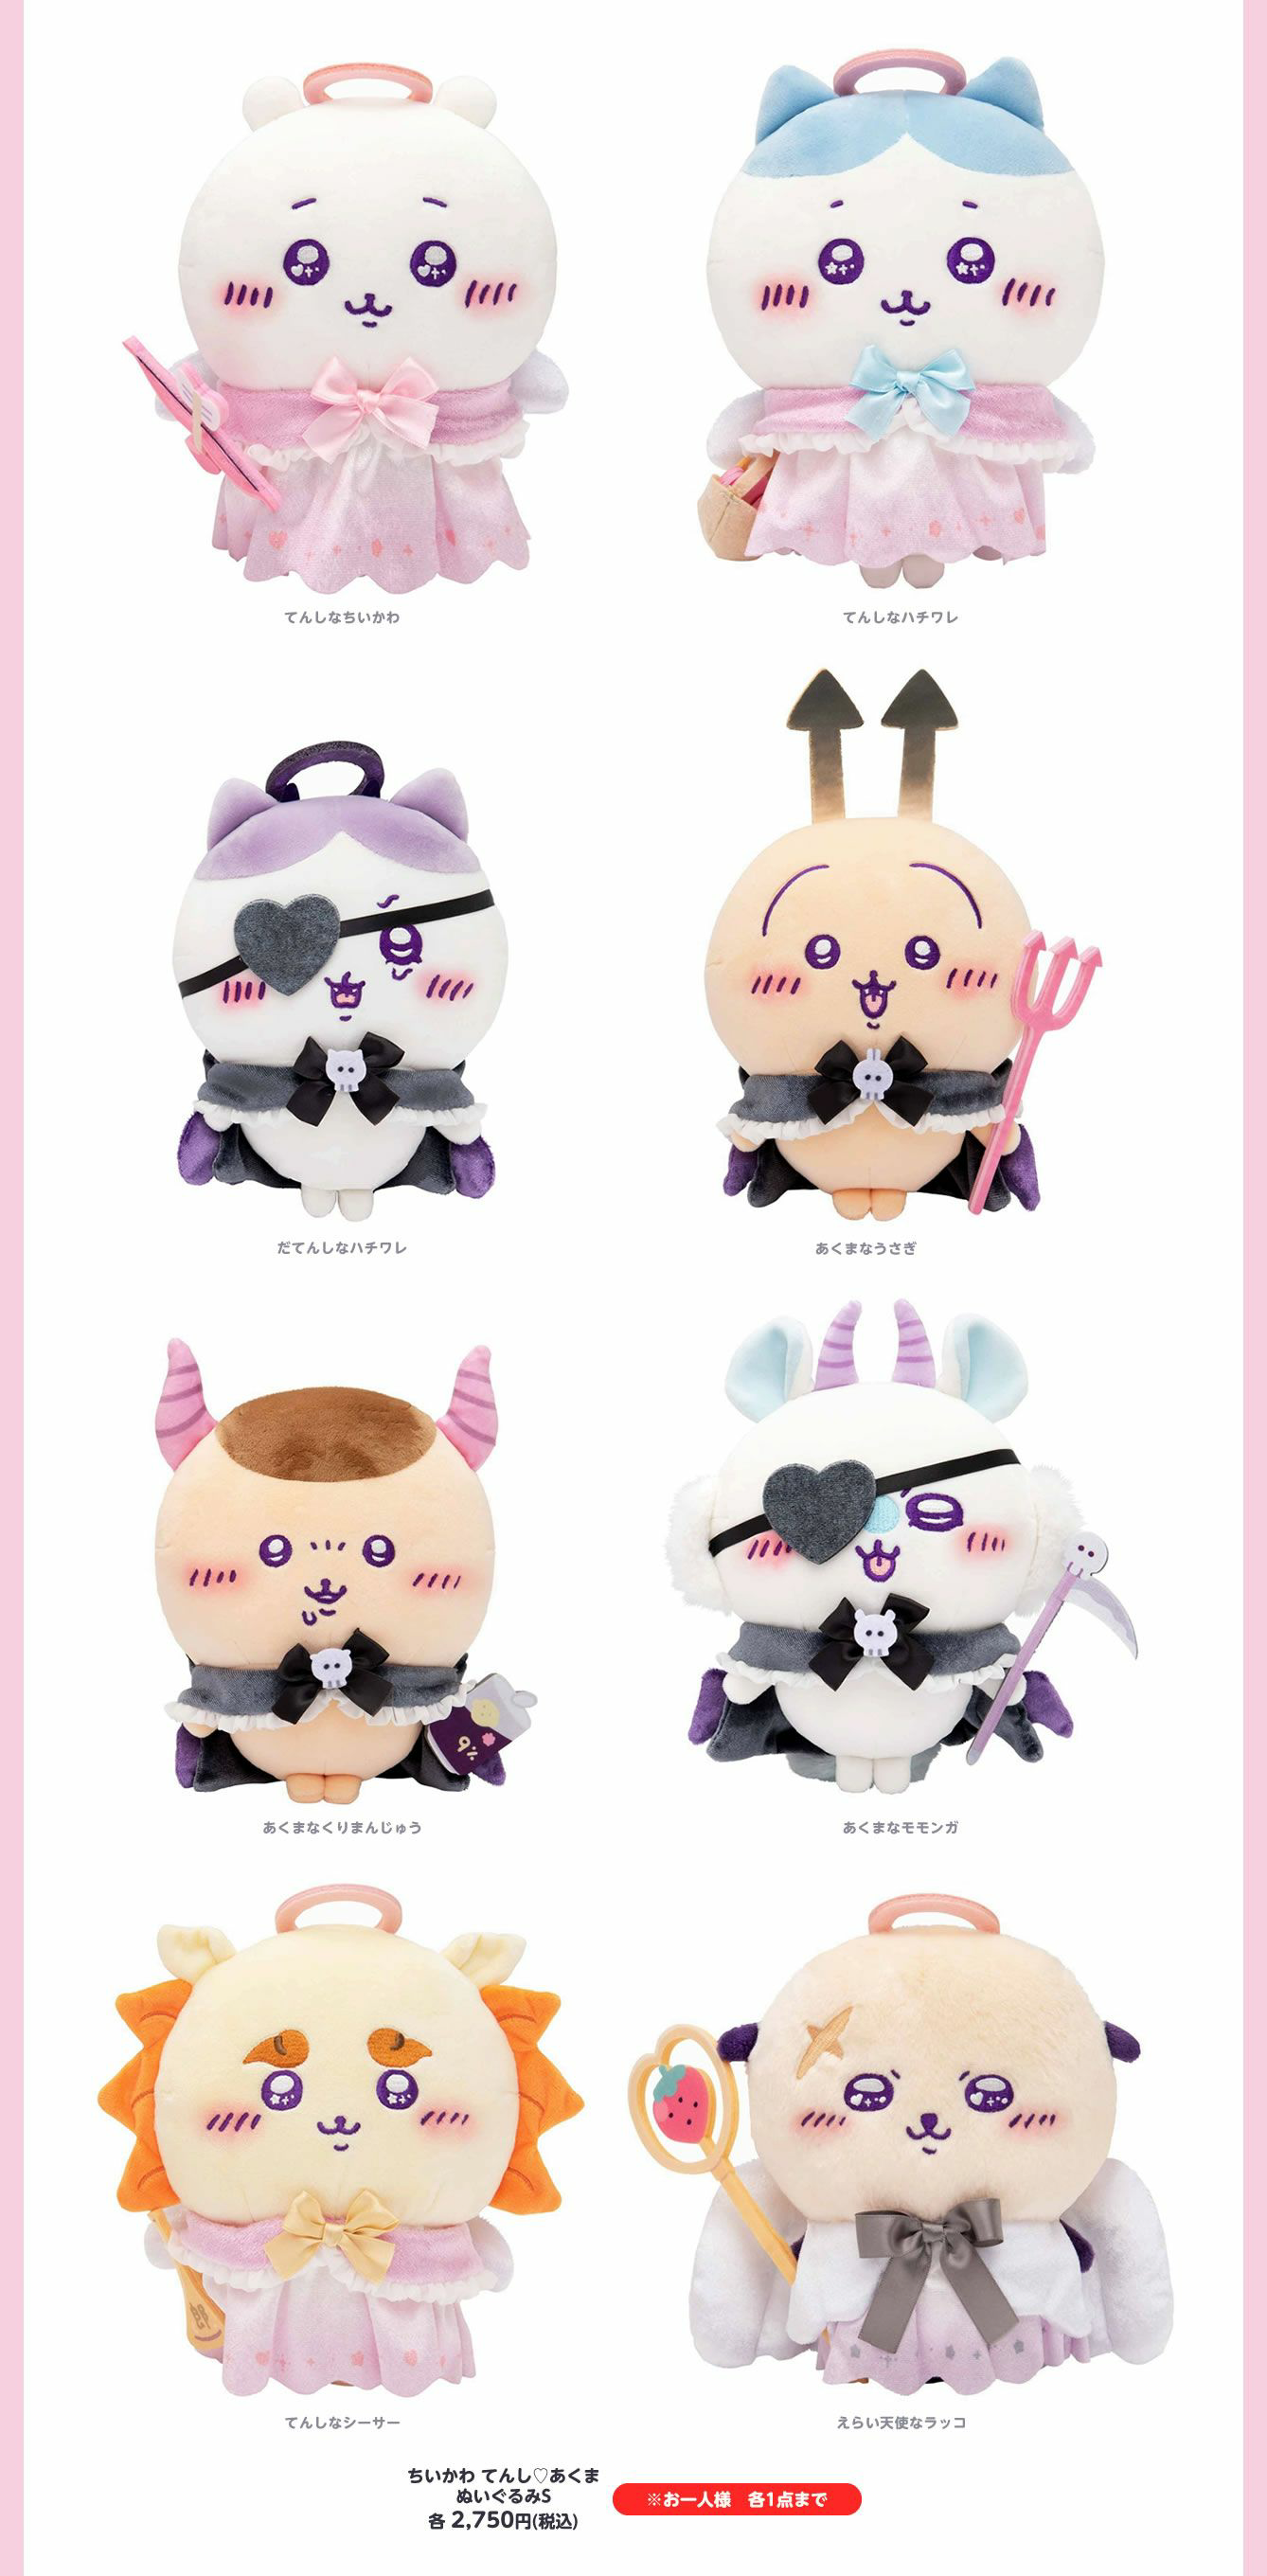 てんしなちいかわ
てんしなハチワレ
だてんしなハチワレ
あくまなうさぎ
9%
あくまなくりまんじゅう
あくまなモモンガ
てんしなシーサー
えらい天使なラッコ
ちいかわ てんし♡あくま
ぬいぐるみS
各 2,750円(税込)
※お一人様　各1点まで